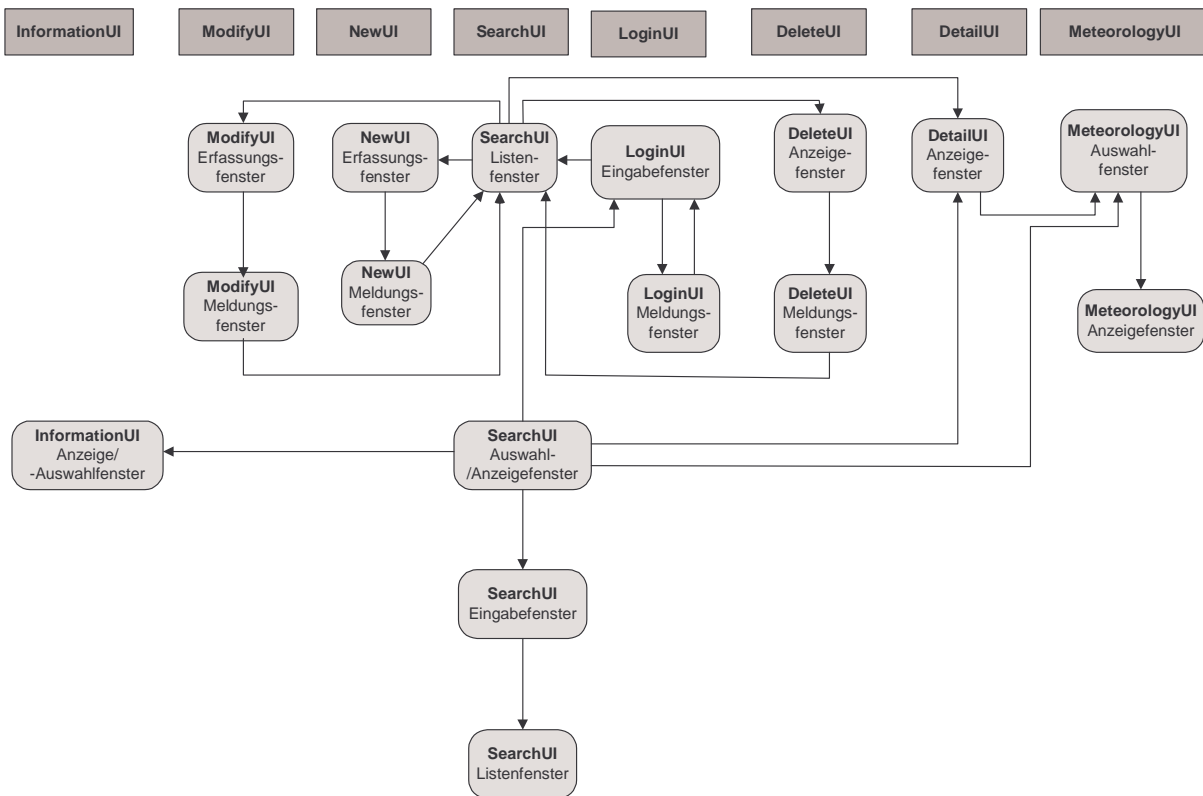 InformationUI
ModifyUI
NewUI
SearchUI
LoginUI
DeleteUI
DetailUI
MeteorologyUI
ModifyUI
Erfassungs-
fenster
NewUI
Erfassungs-
fenster
SearchUI
Listen-
fenster
LoginUI
Eingabefenster
DeleteUI
Anzeige-
fenster
DetailUI
Anzeige-
fenster
MeteorologyUI
Auswahl-
fenster
ModifyUI
Meldungs-
fenster
NewUI
Meldungs-
fenster
LoginUI
Meldungs-
fenster
DeleteUI
Meldungs-
fenster
MeteorologyUI
Anzeigefenster
InformationUI
Anzeige/
-Auswahlfenster
SearchUI
Auswahl-
/Anzeigefenster
SearchUI
Eingabefenster
SearchUI
Listenfenster